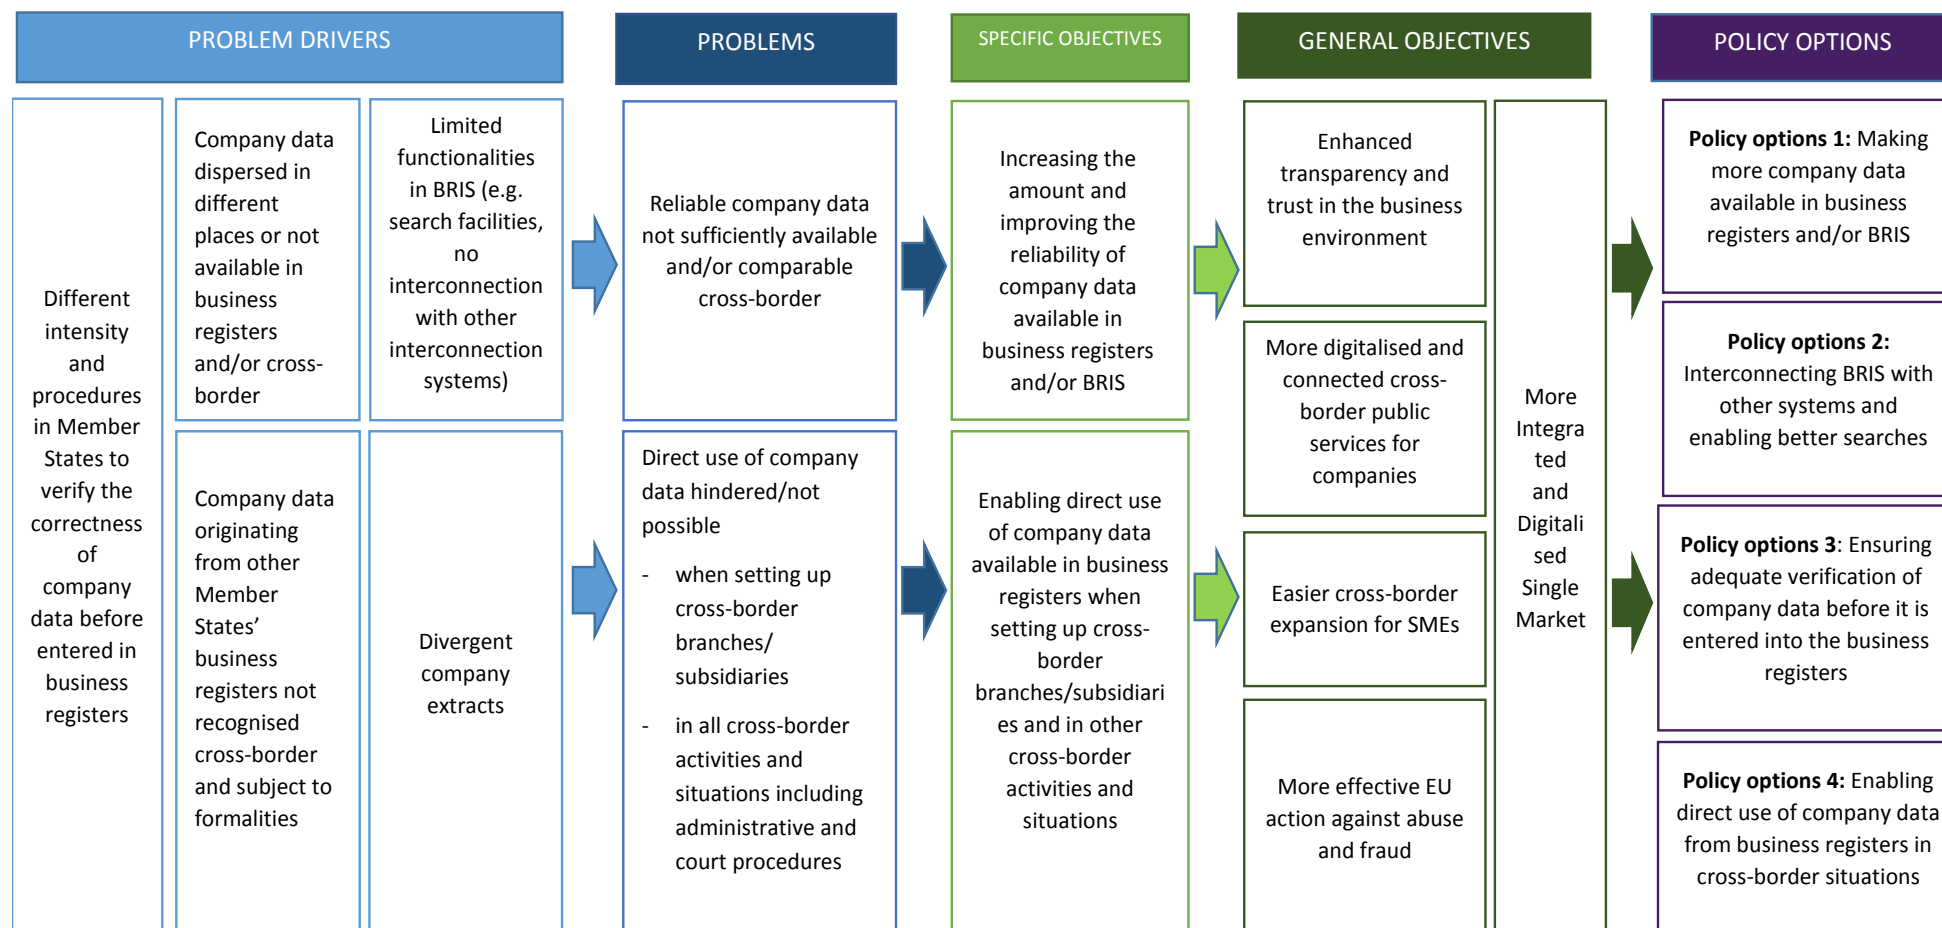 PROBLEM DRIVERS
PROBLEMS
SPECIFIC OBJECTIVES
GENERAL OBJECTIVES
POLICY OPTIONS
Different
intensity
and
procedures
in Member
States to
verify the
correctness
of
company
data before
entered in
business
registers
Company data
dispersed in
different
places or not
available in
business
registers
and/or cross-
border
Limited
functionalities
in BRIS (e.g.
search facilities,
no
interconnection
with other
interconnection
systems)
Company data
originating
from other
Member
States’
business
registers not
recognised
cross-border
and subject to
formalities
Divergent
company
extracts
Reliable company data
not sufficiently available
and/or comparable
cross-border
Direct use of company
data hindered/not
possible
- when setting up
cross-border
branches/
subsidiaries
- in all cross-border
activities and
situations including
administrative and
court procedures
Increasing the
amount and
improving the
reliability of
company data
available in
business registers
and/or BRIS
Enabling direct use
of company data
available in business
registers when
setting up cross-
border
branches/subsidiari
es and in other
cross-border
activities and
situations
Enhanced
transparency and
trust in the business
environment
More digitalised and
connected cross-
border public
services for
companies
Easier cross-border
expansion for SMEs
More effective EU
action against abuse
and fraud
More
Integra
ted
and
Digitali
sed
Single
Market
Policy options 1: Making
more company data
available in business
registers and/or BRIS
Policy options 2:
Interconnecting BRIS with
other systems and
enabling better searches
Policy options 3: Ensuring
adequate verification of
company data before it is
entered into the business
registers
Policy options 4: Enabling
direct use of company data
from business registers in
cross-border situations